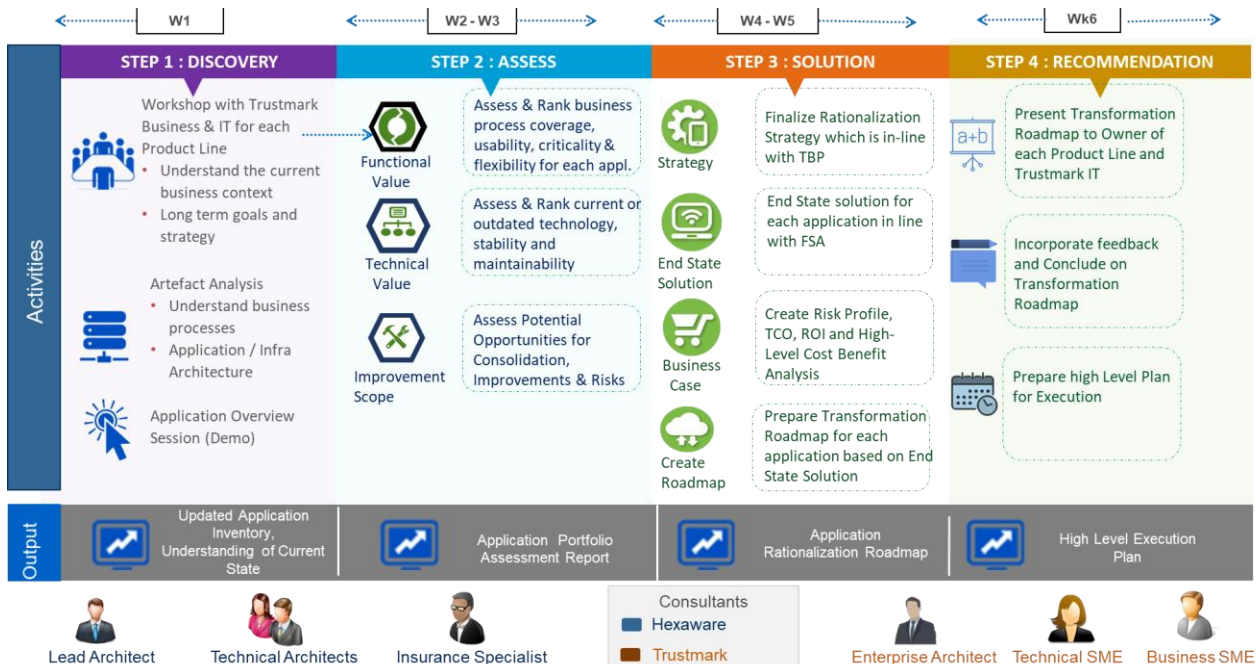 W1
W2 - W3
W4 - W5
Wk6
Activities
STEP 1 : DISCOVERY
Workshop with Trustmark
Business & IT for each
Product Line
• Understand the current
business context
• Long term goals and
strategy
Artefact Analysis
• Understand business
processes
• Application / Infra
Architecture
Application Overview
Session (Demo)
STEP 2 : ASSESS
Functional
Value
Assess & Rank business
process coverage,
usability, criticality &
flexibility for each appl.
Technical
Value
Assess & Rank current or
outdated technology,
stability and
maintainability
Improvement
Scope
Assess Potential
Opportunities for
Consolidation,
Improvements & Risks
STEP 3 : SOLUTION
Strategy
Finalize Rationalization
Strategy which is in-line
with TBP
End State
Solution
End State solution for
each application in line
with FSA
Business
Case
Create Risk Profile,
TCO, ROI and High-
Level Cost Benefit
Analysis
Create
Roadmap
Prepare Transformation
Roadmap for each
application based on End
State Solution
STEP 4 : RECOMMENDATION
a+b
Present Transformation
Roadmap to Owner of
each Product Line and
Trustmark IT
Incorporate feedback
and Conclude on
Transformation
Roadmap
Prepare high Level Plan
for Execution
Output
Updated Application
Inventory,
Understanding of Current
State
Application Portfolio
Assessment Report
Application
Rationalization Roadmap
High Level Execution
Plan
Lead Architect
Technical Architects
Insurance Specialist
Consultants
Hexaware
Trustmark
Enterprise Architect
Technical SME
Business SME